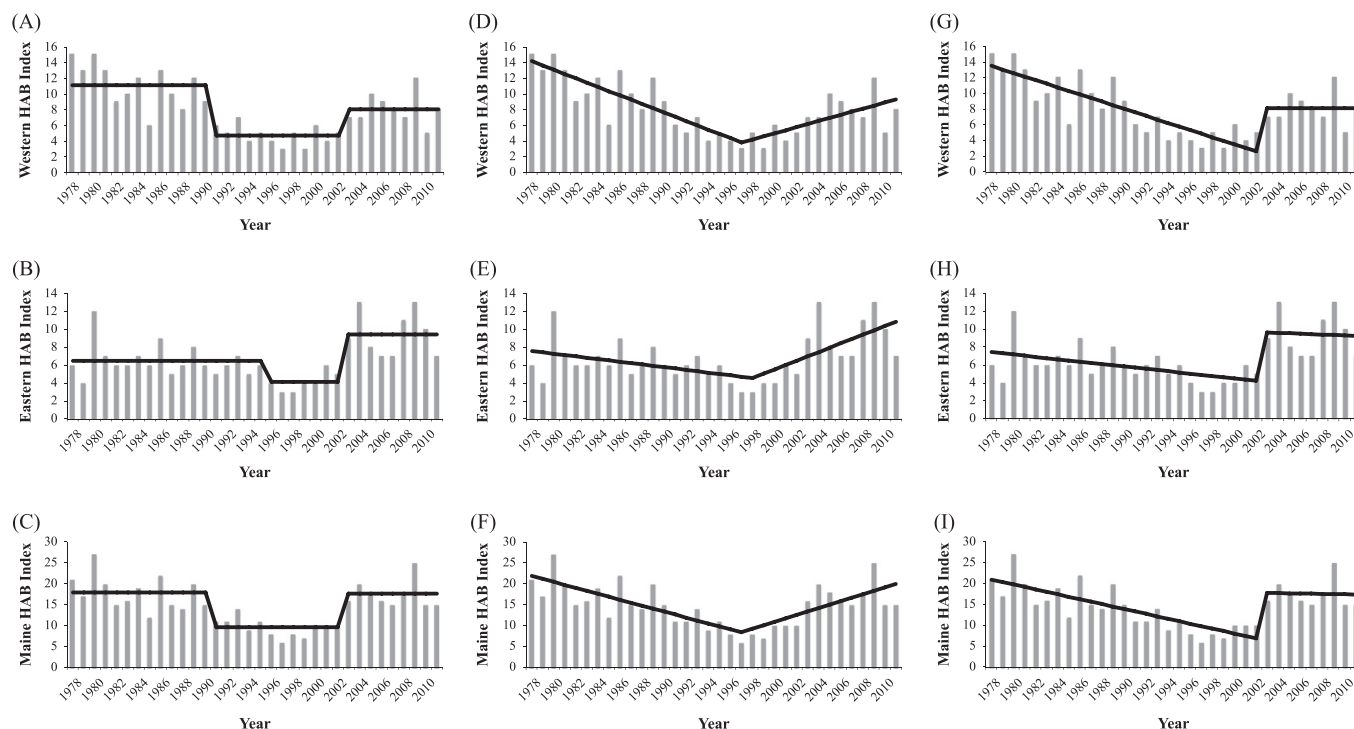 (A)
Western HAB Index
16
14
12
10
8
6
4
2
0
1978 1980 1982 1984 1986 1988 1990 1992 1994 1996 1998 2000 2002 2004 2006 2008 2010
Year
(D)
Western HAB Index
16
14
12
10
8
6
4
2
0
1978 1980 1982 1984 1986 1988 1990 1992 1994 1996 1998 2000 2002 2004 2006 2008 2010
Year
(G)
Western HAB Index
16
14
12
10
8
6
4
2
0
1978 1980 1982 1984 1986 1988 1990 1992 1994 1996 1998 2000 2002 2004 2006 2008 2010
Year
(B)
Eastern HAB Index
14
12
10
8
6
4
2
0
1978 1980 1982 1984 1986 1988 1990 1992 1994 1996 1998 2000 2002 2004 2006 2008 2010
Year
(E)
Eastern HAB Index
14
12
10
8
6
4
2
0
1978 1980 1982 1984 1986 1988 1990 1992 1994 1996 1998 2000 2002 2004 2006 2008 2010
Year
(H)
Eastern HAB Index
14
12
10
8
6
4
2
0
1978 1980 1982 1984 1986 1988 1990 1992 1994 1996 1998 2000 2002 2004 2006 2008 2010
Year
(C)
Maine HAB Index
30
25
20
15
10
5
0
1978 1980 1982 1984 1986 1988 1990 1992 1994 1996 1998 2000 2002 2004 2006 2008 2010
Year
(F)
Maine HAB Index
30
25
20
15
10
5
0
1978 1980 1982 1984 1986 1988 1990 1992 1994 1996 1998 2000 2002 2004 2006 2008 2010
Year
(I)
Maine HAB Index
30
25
20
15
10
5
0
1978 1980 1982 1984 1986 1988 1990 1992 1994 1996 1998 2000 2002 2004 2006 2008 2010
Year